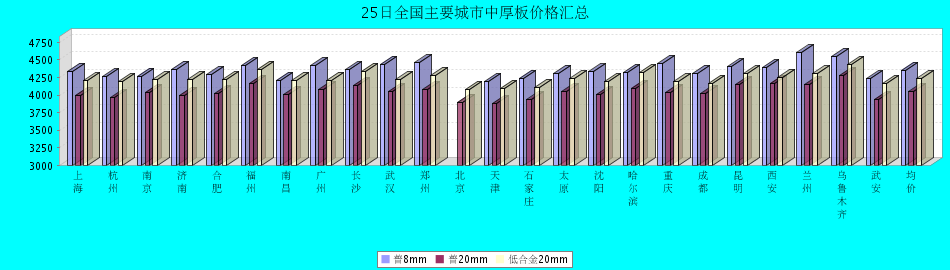 25日全国主要城市中厚板价格汇总
4750
4500
4250
4000
3750
3500
3250
3000
上海
杭州
南京
济南
合肥
福州
南昌
广州
长沙
武汉
郑州
北京
天津
石家庄
太原
沈阳
哈尔滨
重庆
成都
昆明
西安
兰州
乌鲁木齐
武安
均价
普8mm 普20mm 低合金20mm